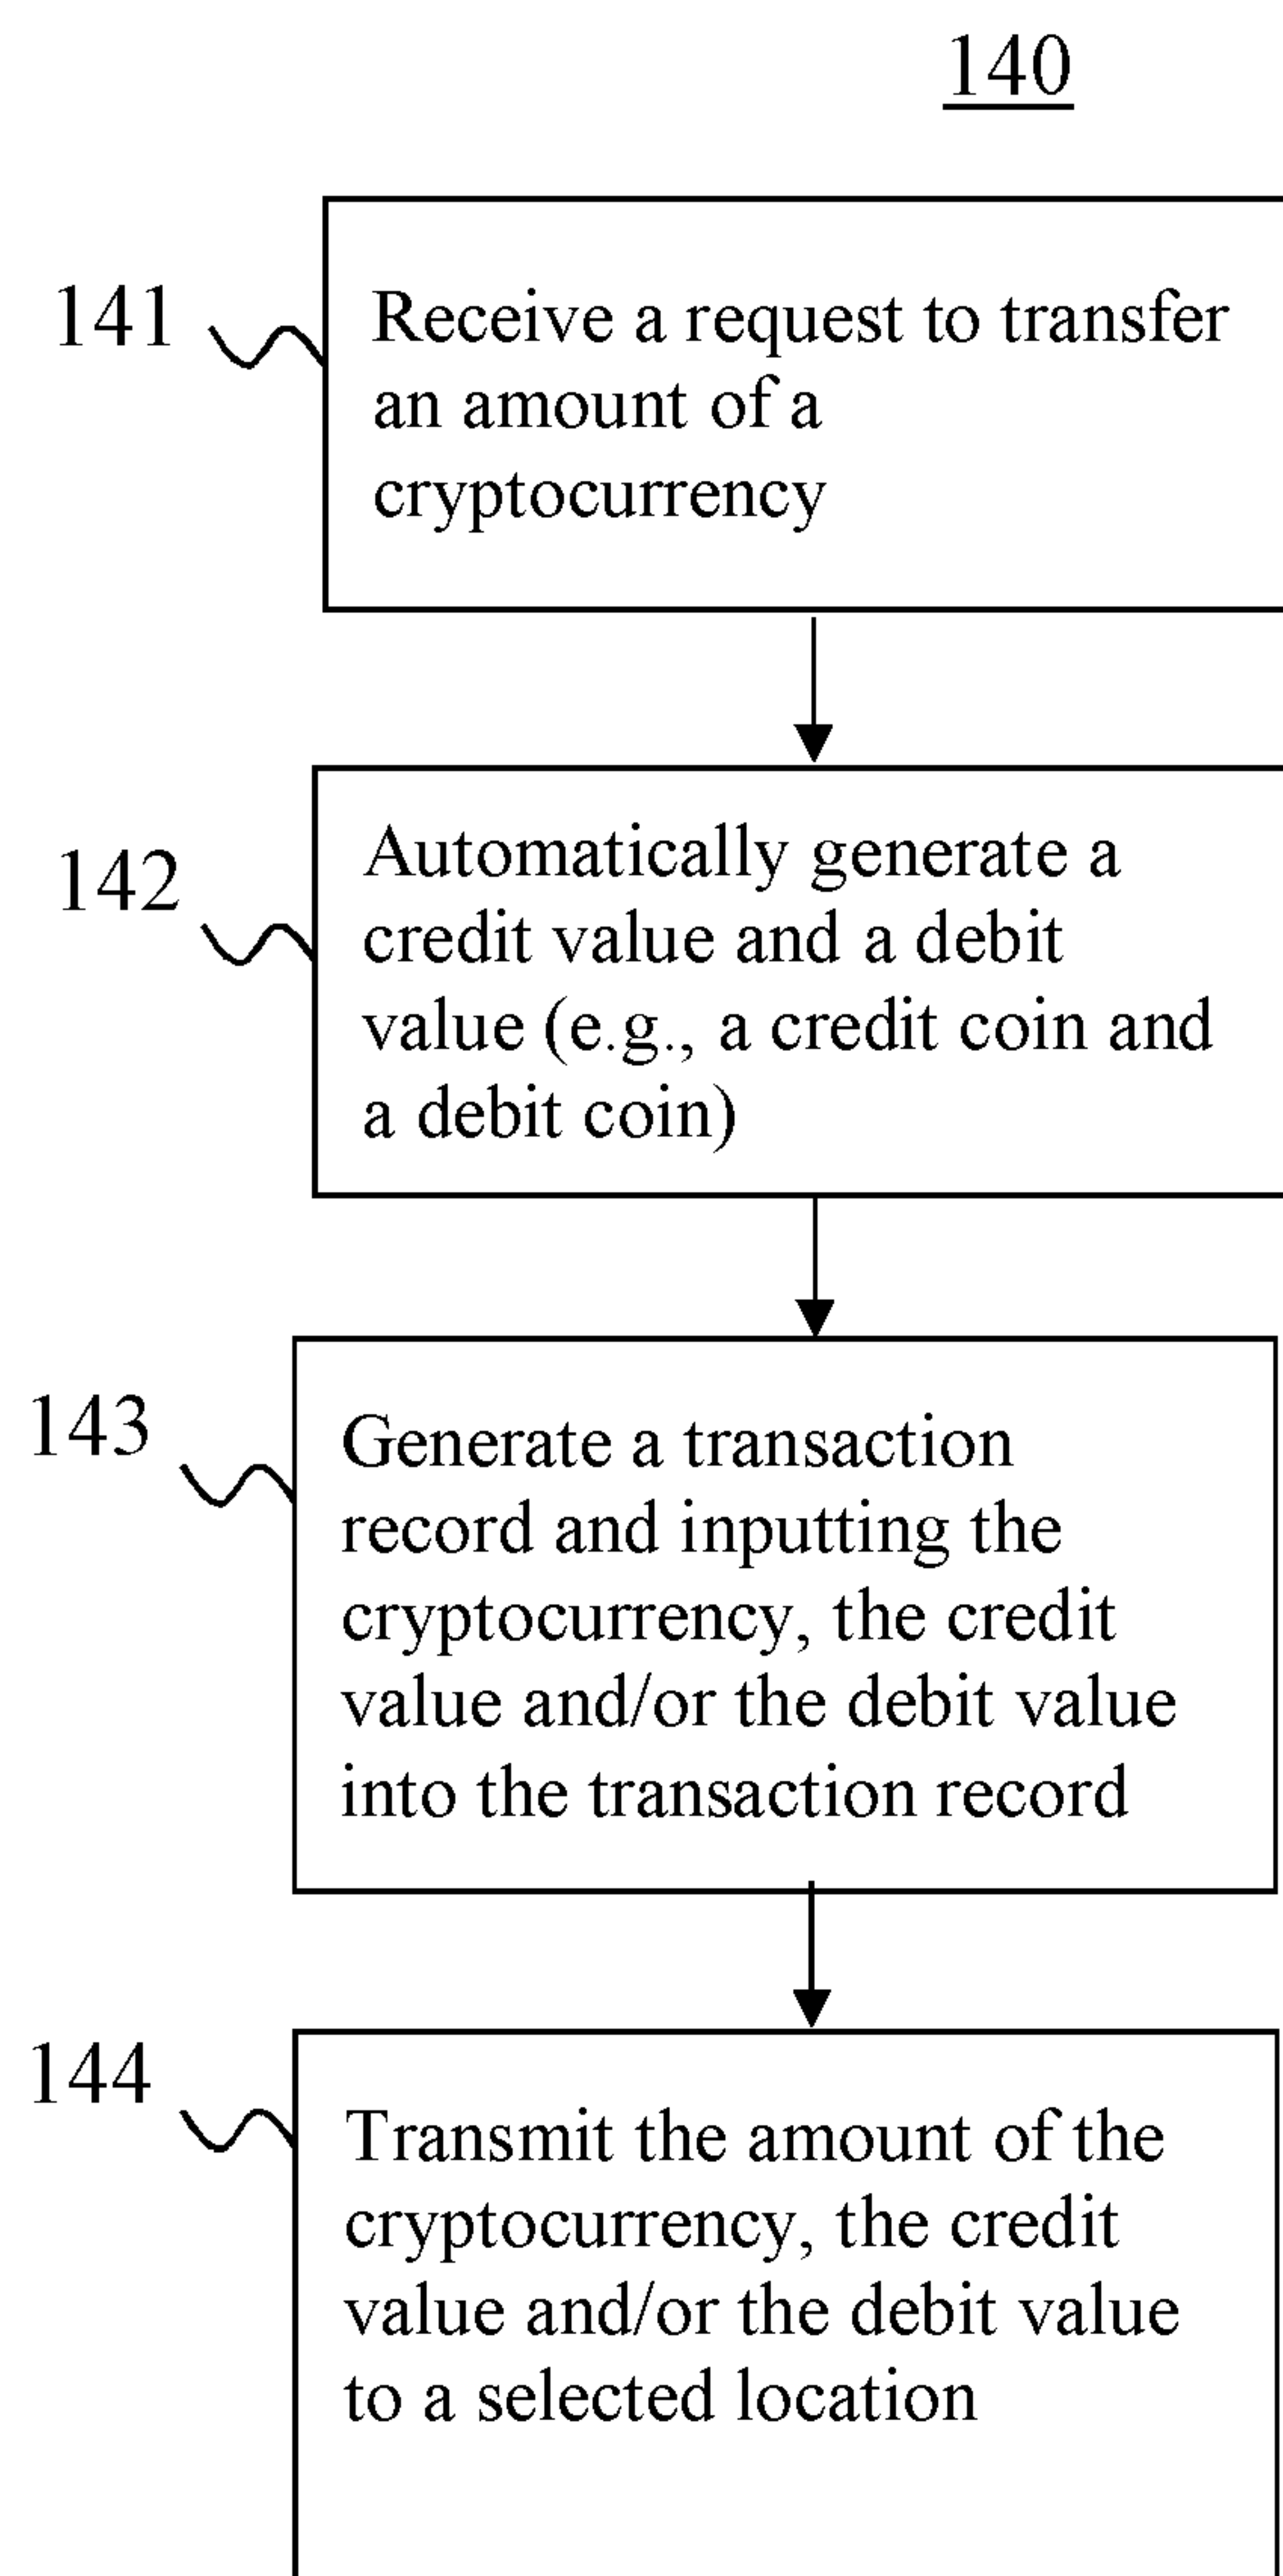 140
141
Receive a request to transfer
an amount of a
cryptocurrency
142
Automatically generate a
credit value and a debit
value (e.g., a credit coin and
a debit coin)
143
Generate a transaction
record and inputting the
cryptocurrency, the credit
value and/or the debit value
into the transaction record
144
Transmit the amount of the
cryptocurrency, the credit
value and/or the debit value
to a selected location